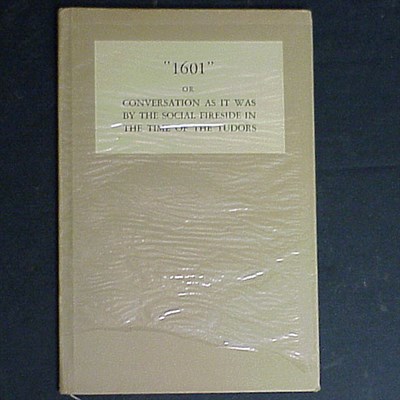 "1601"
OR
CONVERSATION AS IT WAS
BY THE SOCIAL FIRESIDE IN
THE TIME OF THE TUDORS